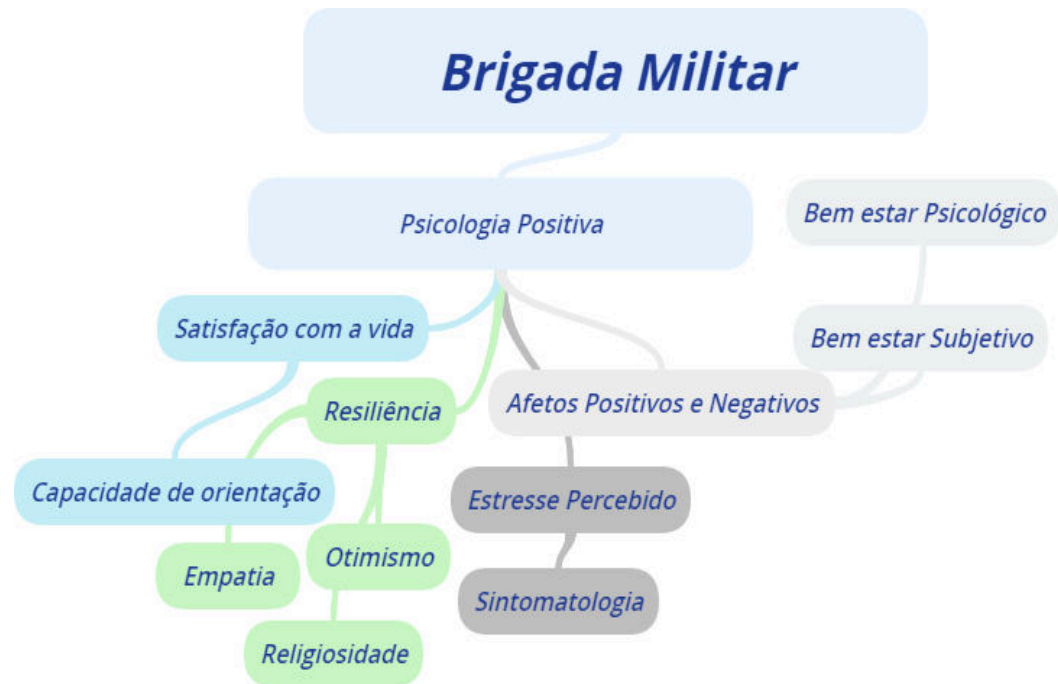 Brigada Militar
Psicologia Positiva
Bem estar Psicológico
Satisfação com a vida
Bem estar Subjetivo
Resiliência
Afetos Positivos e Negativos
Capacidade de orientação
Estresse Percebido
Empatia
Otimismo
Sintomatologia
Religiosidade